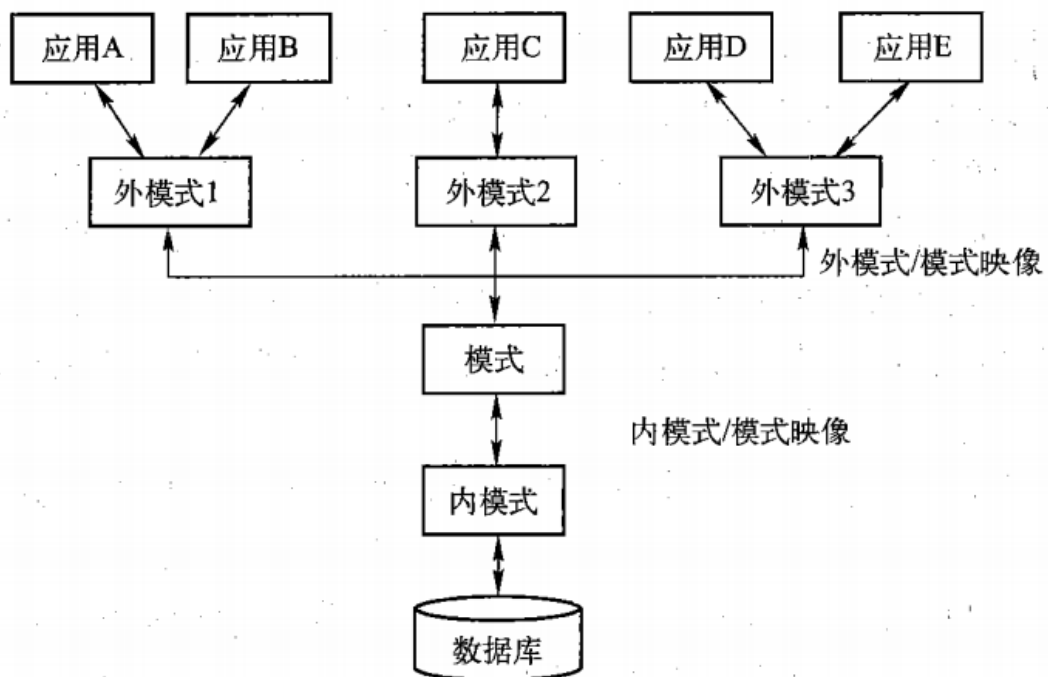 应用A 应用B 应用C 应用D 应用E
外模式1 外模式2 外模式3
外模式/模式映像
模式
内模式/模式映像
内模式
数据库